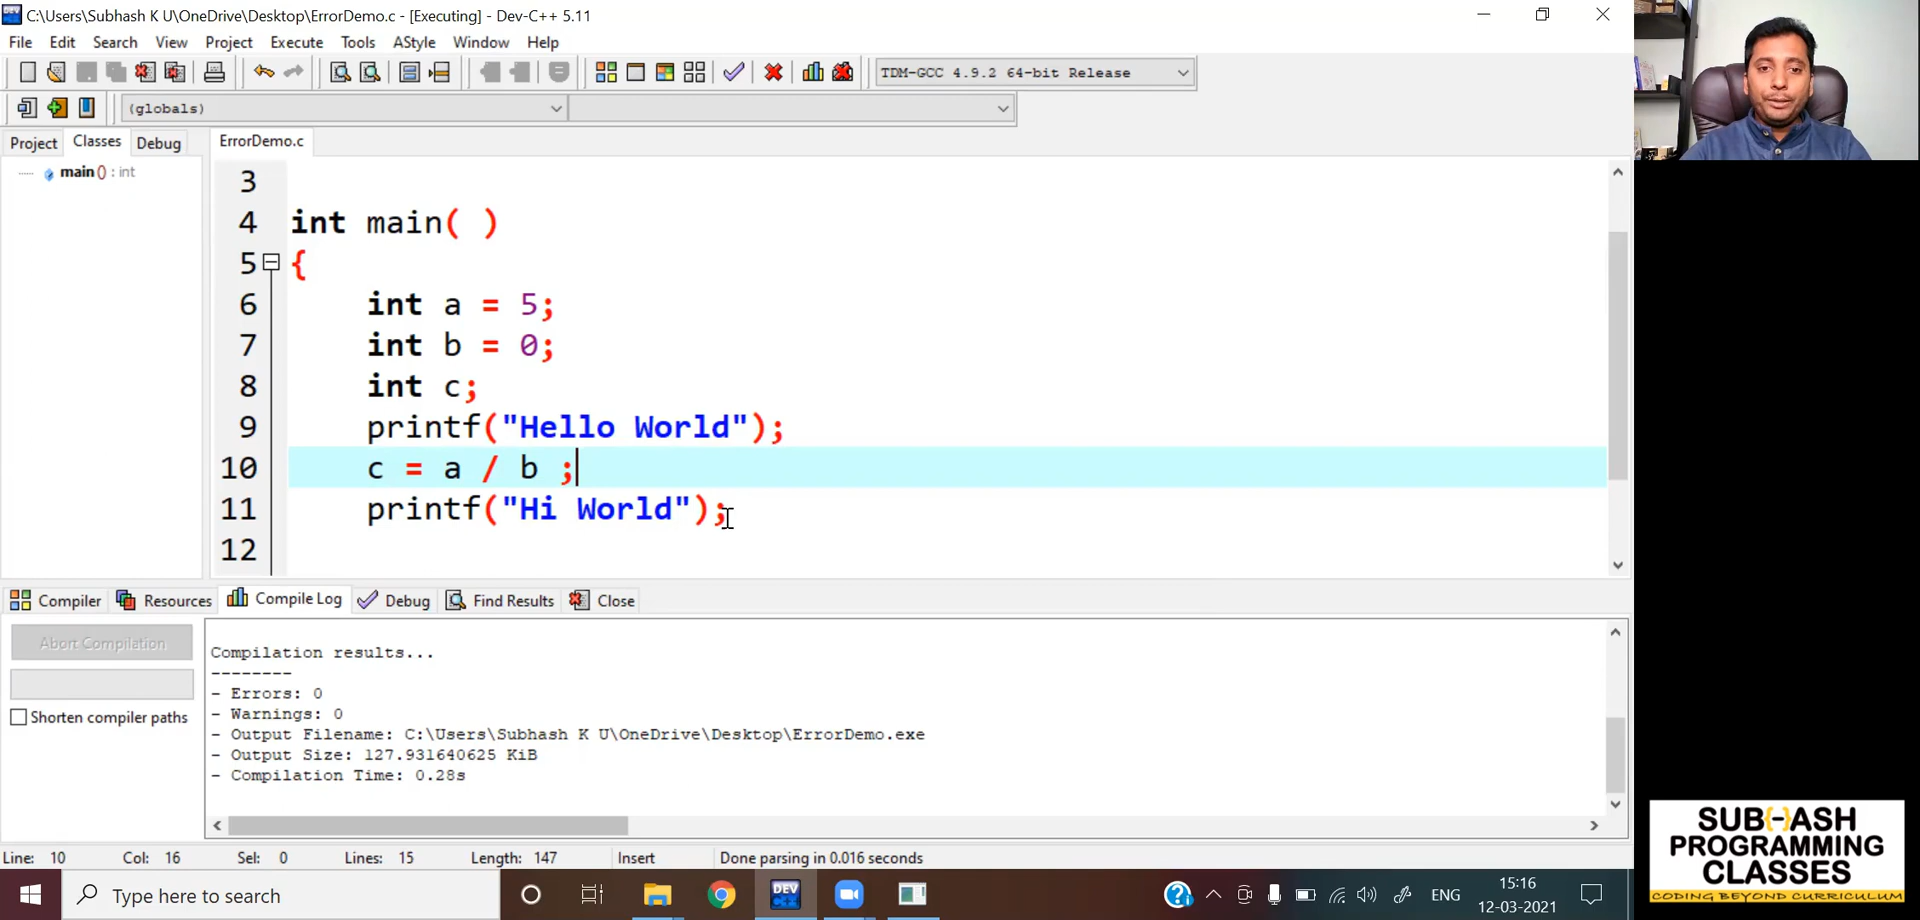 C:\Users\Subhash K U\OneDrive\Desktop\ErrorDemo.c - [Executing] - Dev-C++ 5.11
File Edit Search View Project Execute Tools AStyle Window Help
TDM-GCC 4.9.2 64-bit Release
(globals)
Project Classes Debug ErrorDemo.c
main() : int
3
4 int main( )
5 {
6 int a = 5;
7 int b = 0;
8 int c;
9 printf("Hello World");
10 c = a / b ;
11 printf("Hi World");
12
Compiler Resources Compile Log Debug Find Results Close
Abort Compilation
Shorten compiler paths
Compilation results...
--------
- Errors: 0
- Warnings: 0
- Output Filename: C:\Users\Subhash K U\OneDrive\Desktop\ErrorDemo.exe
- Output Size: 127.931640625 KiB
- Compilation Time: 0.28s
Line: 10 Col: 16 Sel: 0 Lines: 15 Length: 147 Insert Done parsing in 0.016 seconds
Type here to search
DEV C++
ENG
15:16
12-03-2021
SUBHASH
PROGRAMMING
CLASSES
CODING BEYOND CURRICULUM